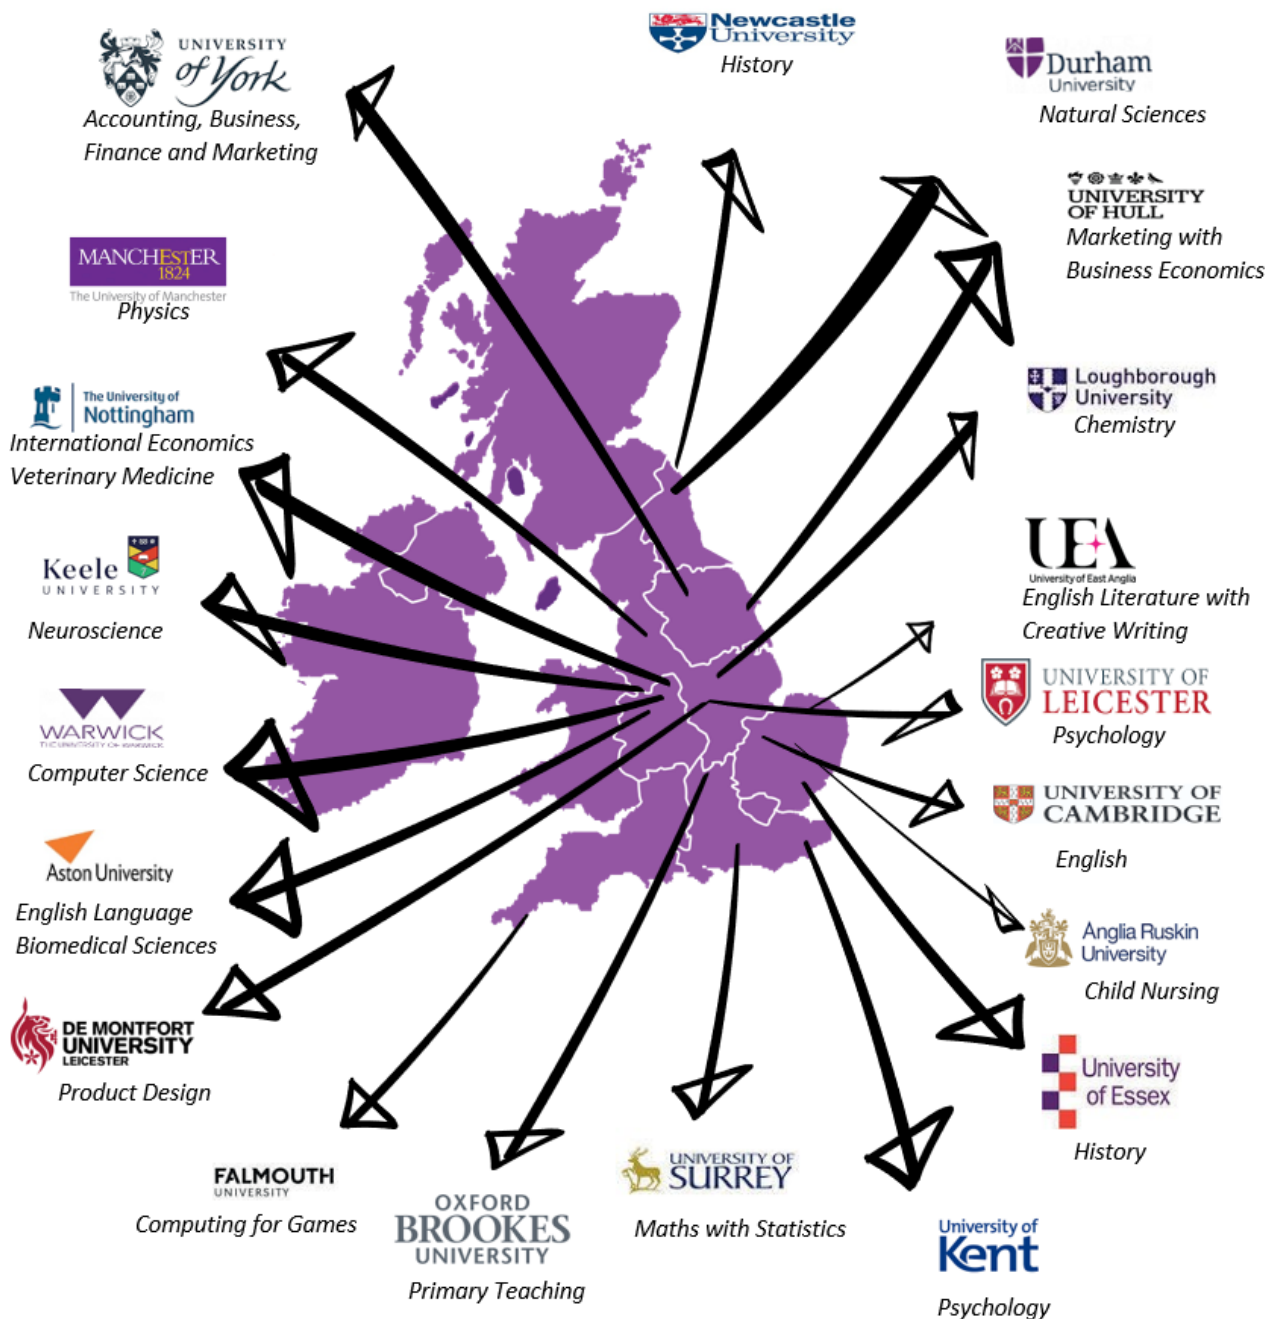 UNIVERSITY
of York
Accounting, Business,
Finance and Marketing
Newcastle
University
History
Durham
University
Natural Sciences
UNIVERSITY
OF HULL
Marketing with
Business Economics
MANCHESTER
1824
The University of Manchester
Physics
Loughborough
University
Chemistry
The University of
Nottingham
International Economics
Veterinary Medicine
UEA
University of East Anglia
English Literature with
Creative Writing
Keele
UNIVERSITY
Neuroscience
UNIVERSITY OF
LEICESTER
Psychology
WARWICK
THE UNIVERSITY OF WARWICK
Computer Science
UNIVERSITY OF
CAMBRIDGE
English
Aston University
English Language
Biomedical Sciences
Anglia Ruskin
University
Child Nursing
DE MONTFORT
UNIVERSITY
LEICESTER
Product Design
University
of Essex
History
FALMOUTH
UNIVERSITY
Computing for Games
OXFORD
BROOKES
UNIVERSITY
Primary Teaching
UNIVERSITY OF
SURREY
Maths with Statistics
University of
Kent
Psychology